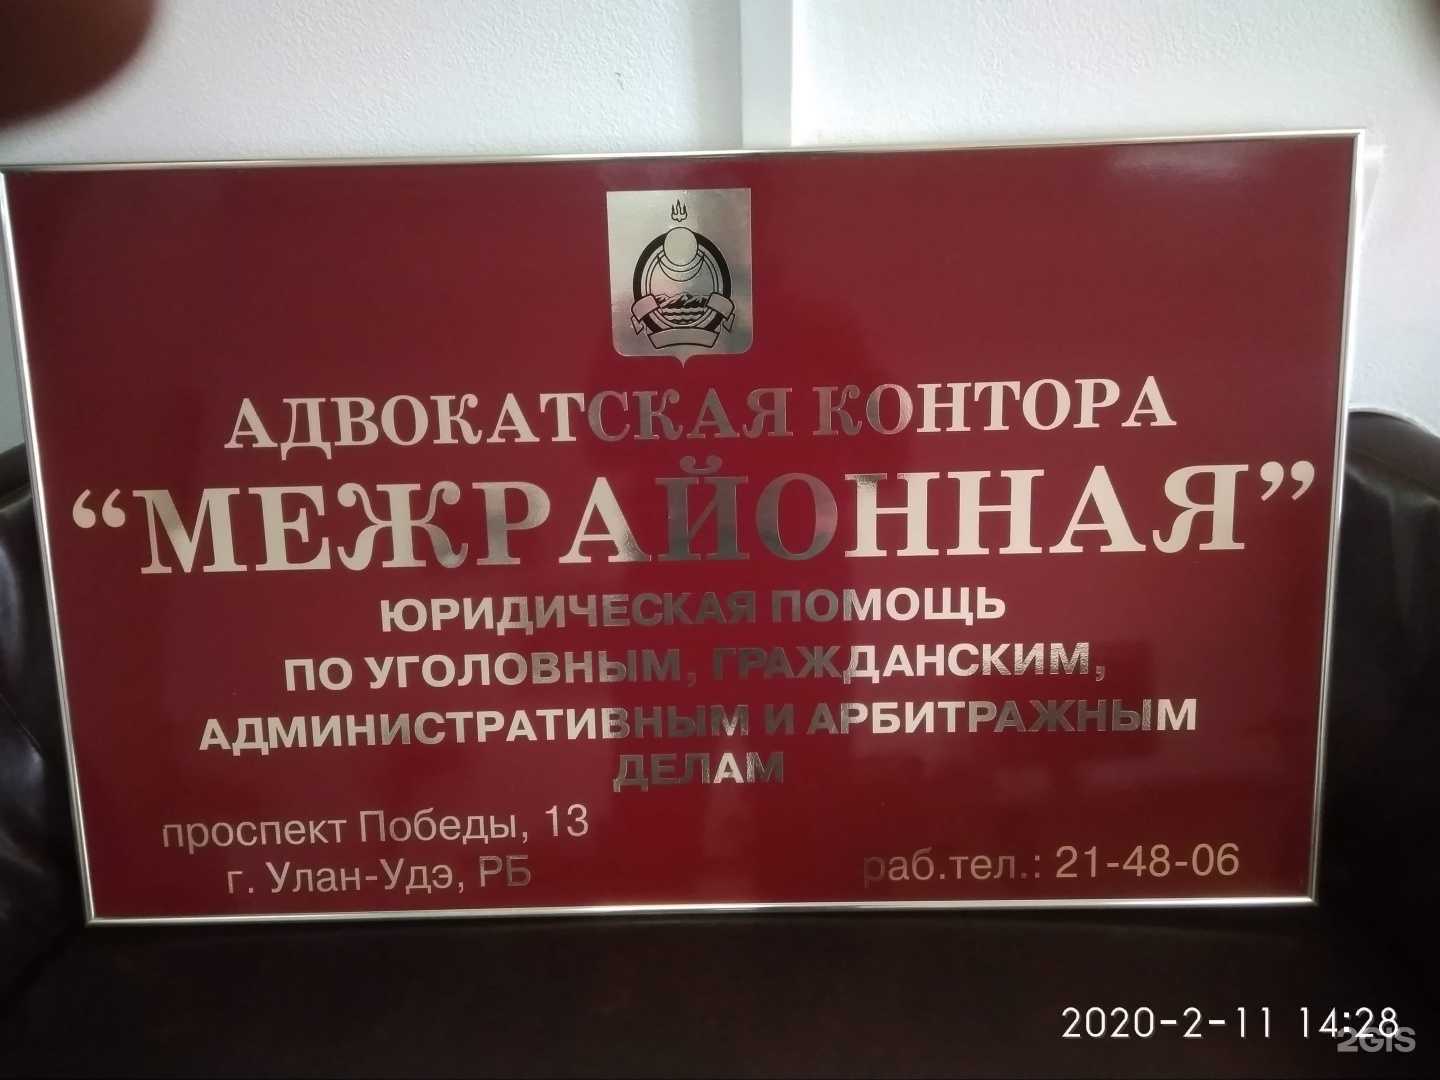 АДВОКАТСКАЯ КОНТОРА
“МЕЖРАЙОННАЯ”
ЮРИДИЧЕСКАЯ ПОМОЩЬ
ПО УГОЛОВНЫМ, ГРАЖДАНСКИМ,
АДМИНИСТРАТИВНЫМ И АРБИТРАЖНЫМ
ДЕЛАМ
проспект Победы, 13
г. Улан-Удэ, РБ
раб.тел.: 21-48-06
2020-2-11 14:28
2GIS